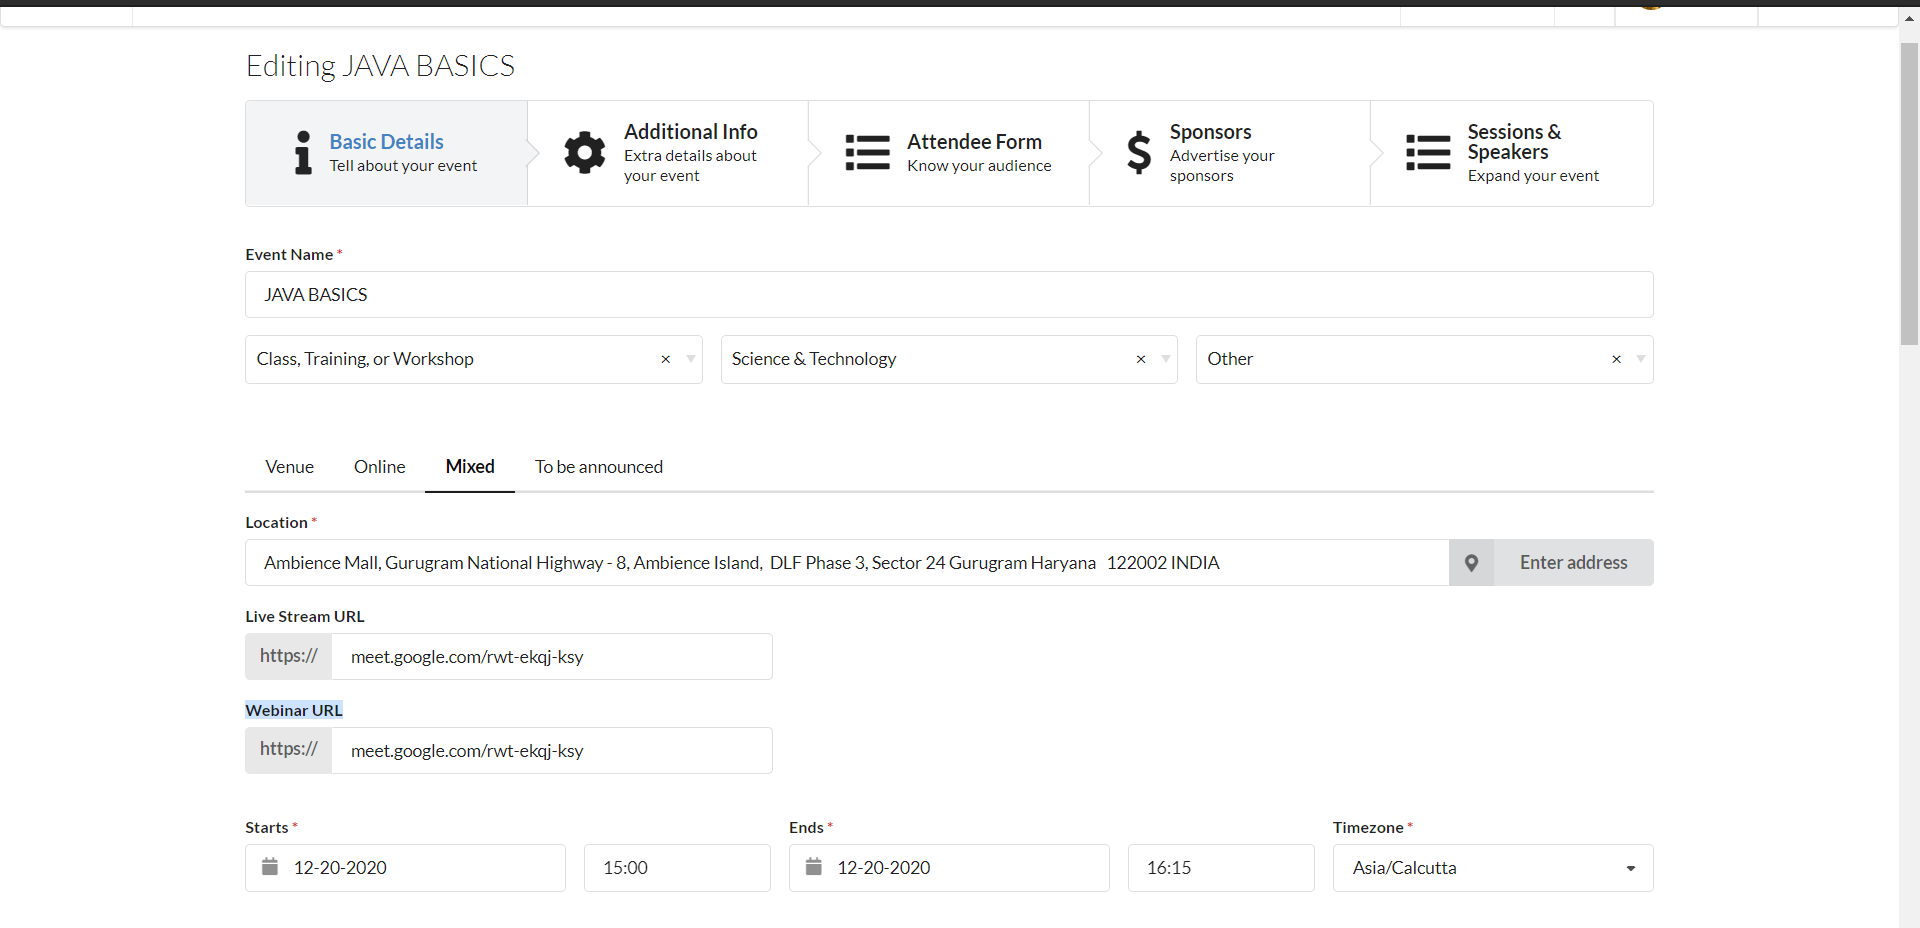 Editing JAVA BASICS
Basic Details
Tell about your event
Additional Info
Extra details about
your event
Attendee Form
Know your audience
Sponsors
Advertise your
sponsors
Sessions &
Speakers
Expand your event
Event Name *
JAVA BASICS
Class, Training, or Workshop × Science & Technology × Other ×
Venue Online Mixed To be announced
Location *
Ambience Mall, Gurugram National Highway - 8, Ambience Island,  DLF Phase 3, Sector 24 Gurugram Haryana  122002 INDIA Enter address
Live Stream URL
https:// meet.google.com/rwt-ekqj-ksy
Webinar URL
https:// meet.google.com/rwt-ekqj-ksy
Starts * Ends * Timezone *
12-20-2020 15:00 12-20-2020 16:15 Asia/Calcutta